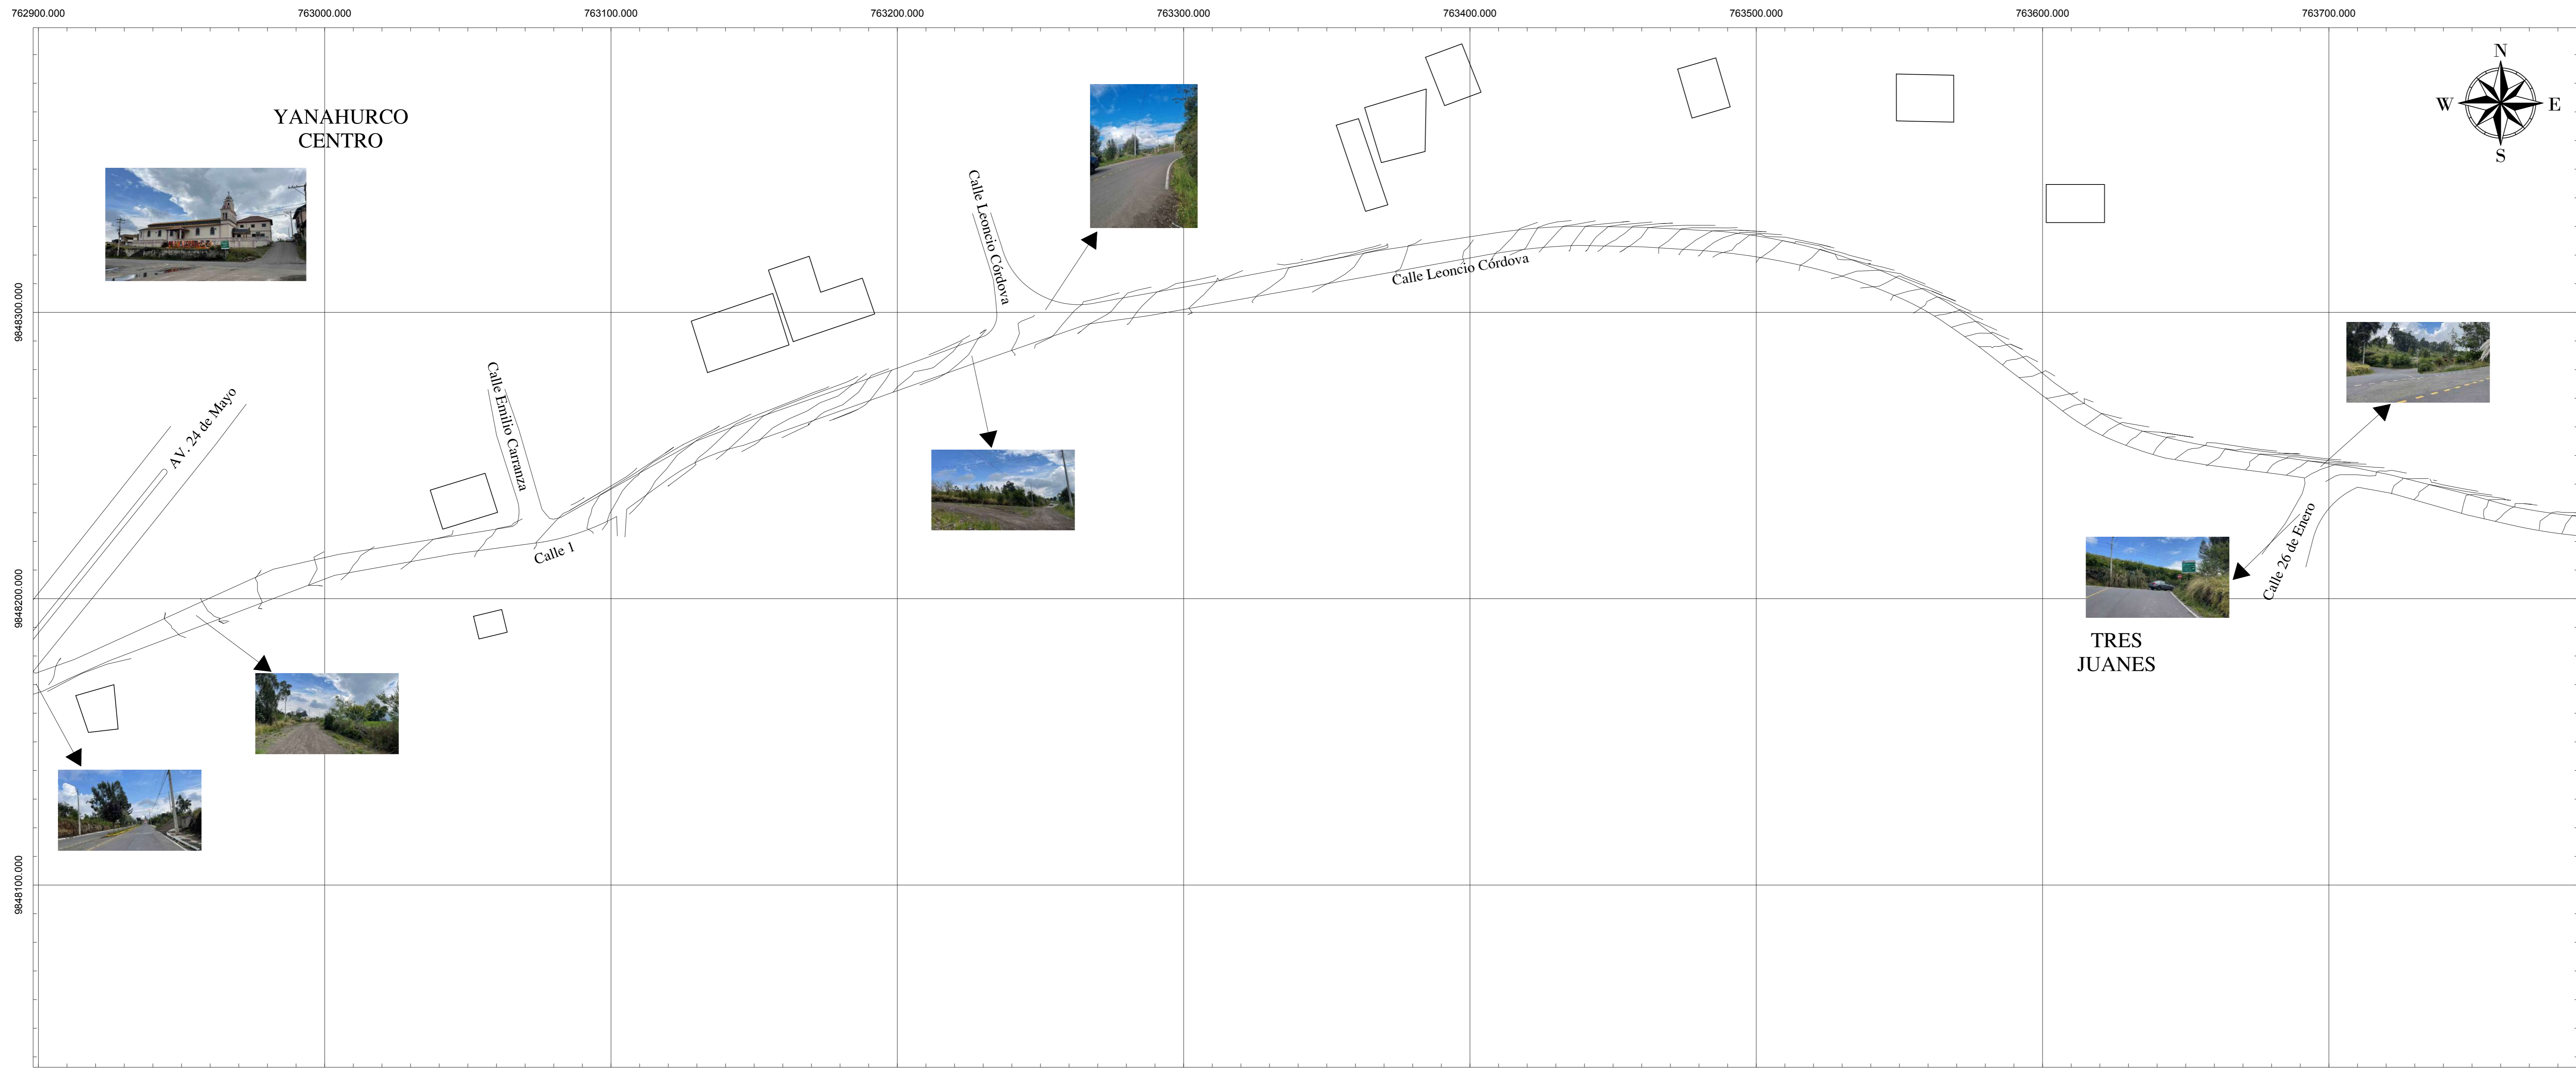 762900.000
763000.000
763100.000
763200.000
763300.000
763400.000
763500.000
763600.000
763700.000
N
W
E
S
YANAHURCO
CENTRO
YANAHURCO
9848300.000
9848200.000
9848100.000
AV. 24 de Mayo
Calle Emilio Carranza
Calle 1
Calle Leoncio Córdova
Calle Leoncio Córdova
Calle 26 de Enero
TRES
JUANES